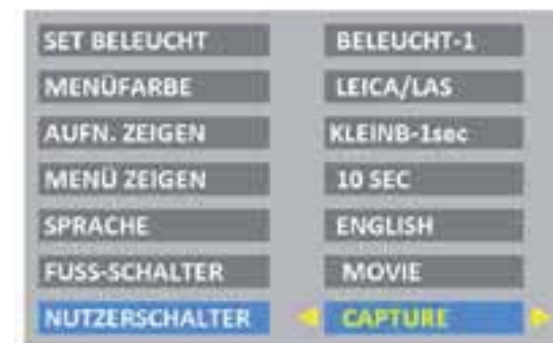 SET BELEUCHT BELEUCHT-1
MENÜFARBE LEICA/LAS
AUFN. ZEIGEN KLEINB-1sec
MENÜ ZEIGEN 10 SEC
SPRACHE ENGLISH
FUSS-SCHALTER MOVIE
NUTZERSCHALTER CAPTURE